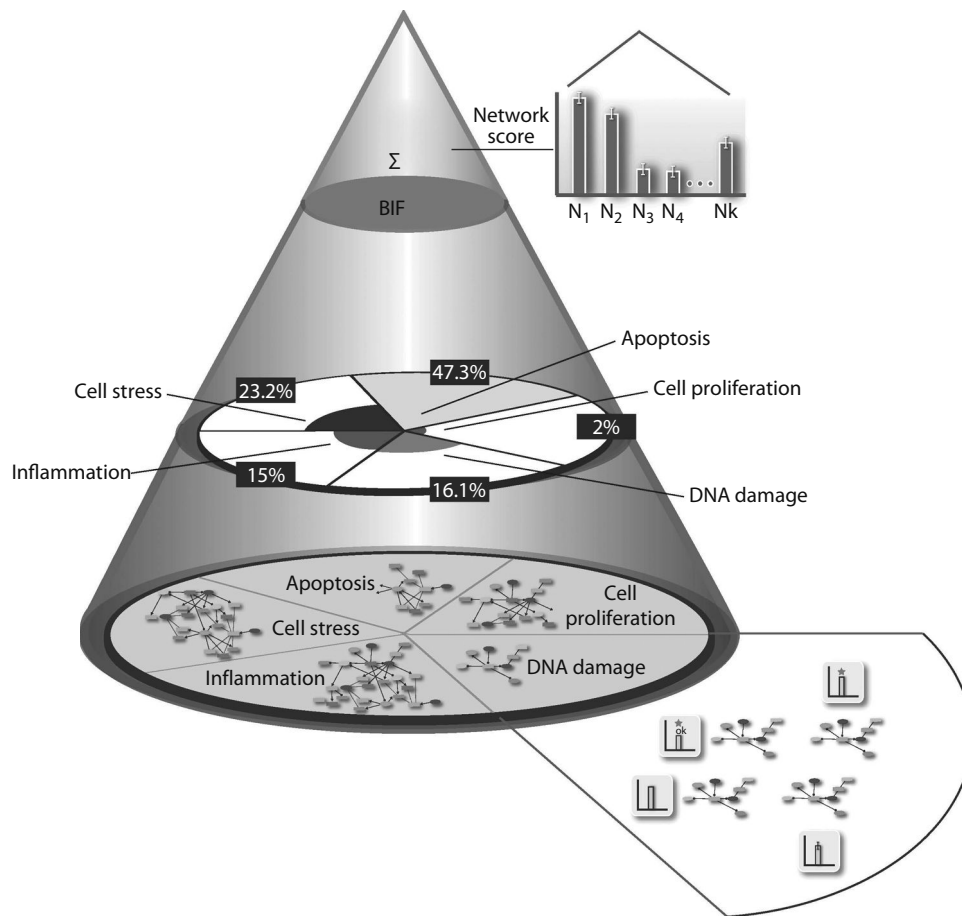 Network
score
N1 N2 N3 N4 Nk
Σ
BIF
Apoptosis
47.3%
Cell proliferation
23.2%
Cell stress
2%
Inflammation
15%
16.1%
DNA damage
Apoptosis
Cell
proliferation
Cell stress
Inflammation
DNA damage
ok